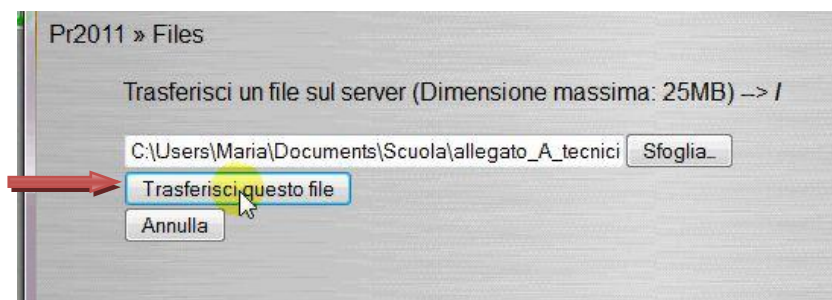 Pr2011 » Files
Trasferisci un file sul server (Dimensione massima: 25MB) --> /
C:\Users\Maria\Documents\Scuola\allegato_A_tecnici Sfoglia_
Trasferisci questo file
Annulla